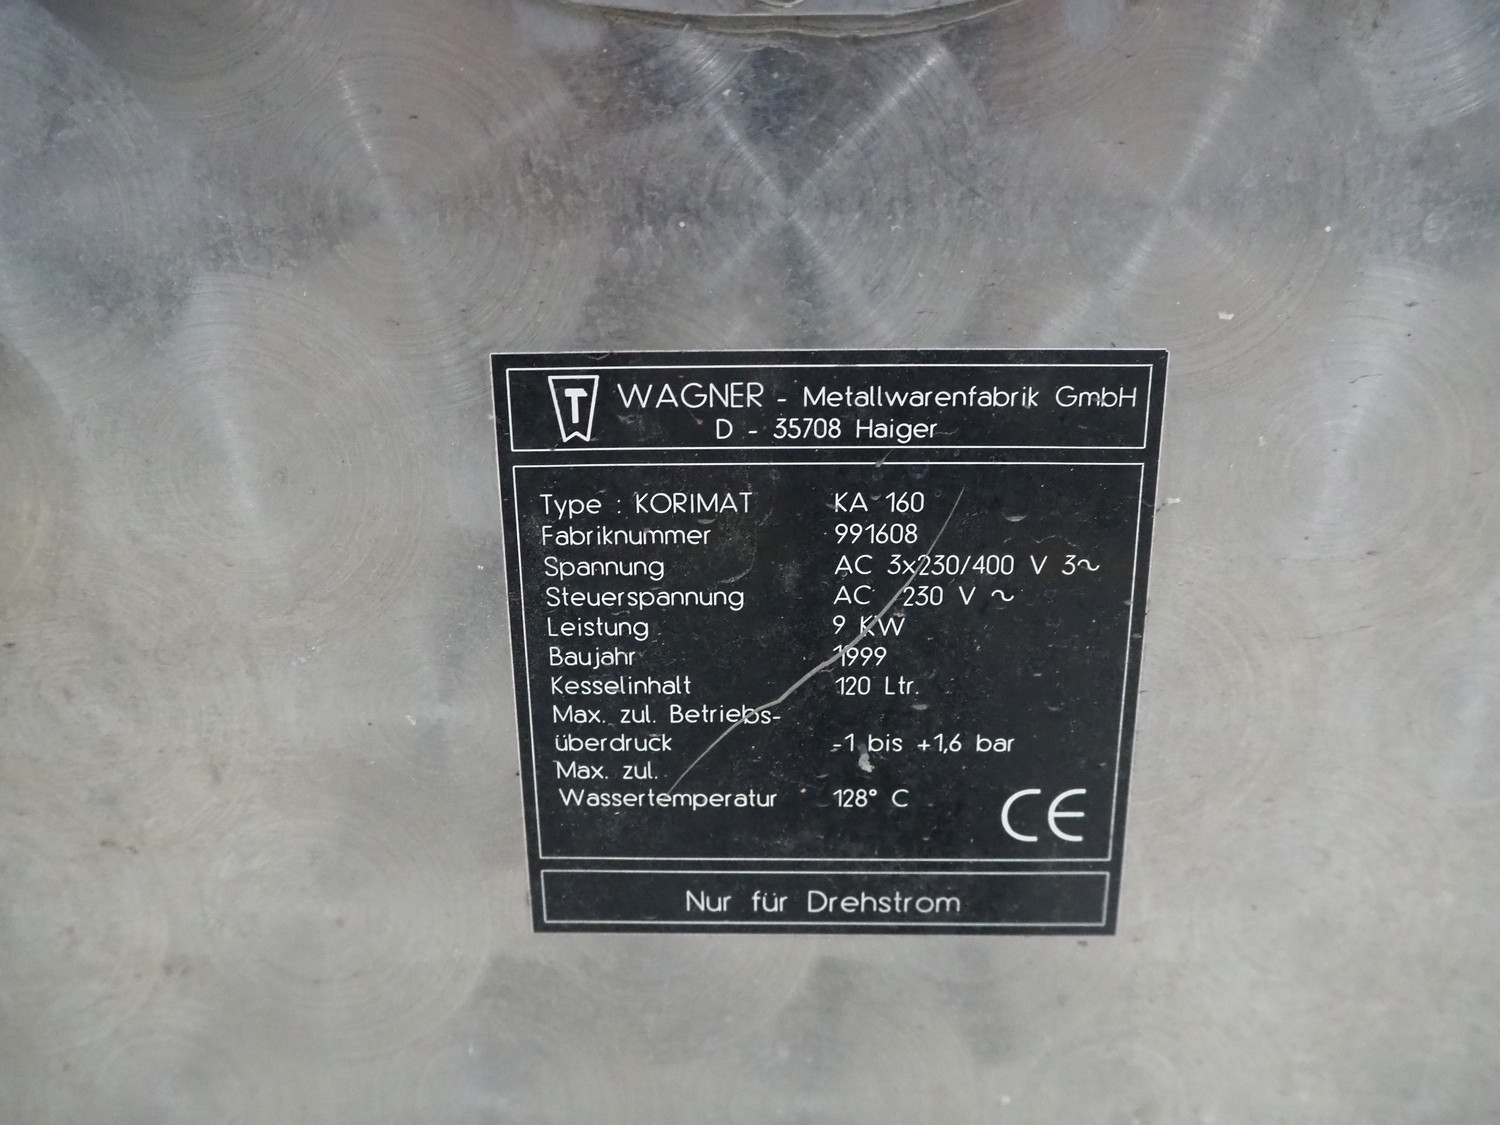 T WAGNER - Metallwarenfabrik GmbH
D - 35708 Haiger
Type : KORIMAT KA 160
Fabriknummer 991608
Spannung AC 3x230/400 V 3~
Steuerspannung AC 230 V ~
Leistung 9 KW
Baujahr 1999
Kesselinhalt 120 Ltr.
Max. zul. Betriebs-
überdruck -1 bis +1,6 bar
Max. zul.
Wassertemperatur 128° C
CE
Nur für Drehstrom